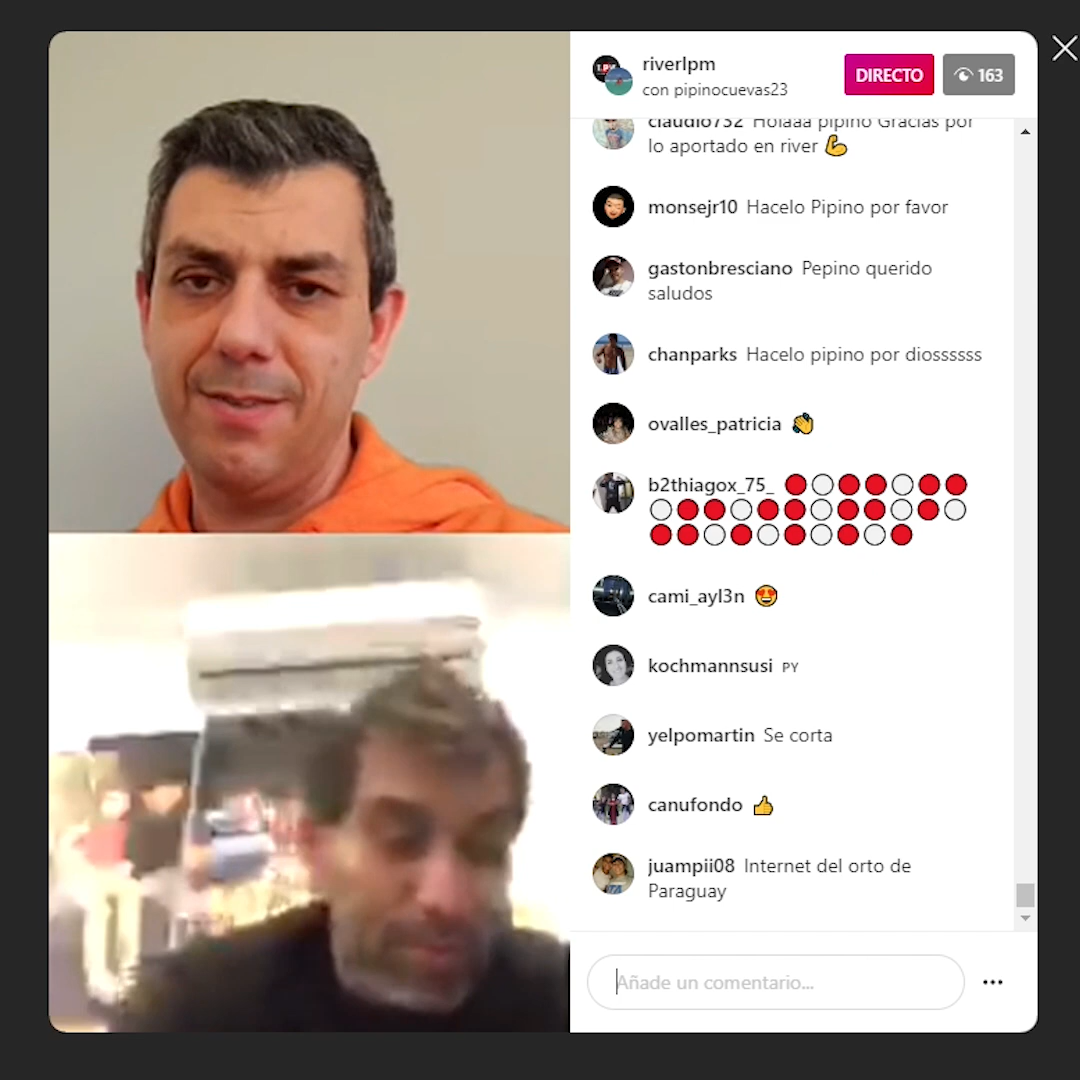 riverlpm
con pipinocuevas23
DIRECTO
163
claudio732 Holaaa pipino Gracias por
lo aportado en river
monsejr10 Hacelo Pipino por favor
gastonbresciano Pepino querido
saludos
chanparks Hacelo pipino por diossssss
ovalles_patricia
b2thiagox_75_
cami_ayl3n
kochmannsusi PY
yelpomartin Se corta
canufondo
juampii08 Internet del orto de
Paraguay
Añade un comentario...